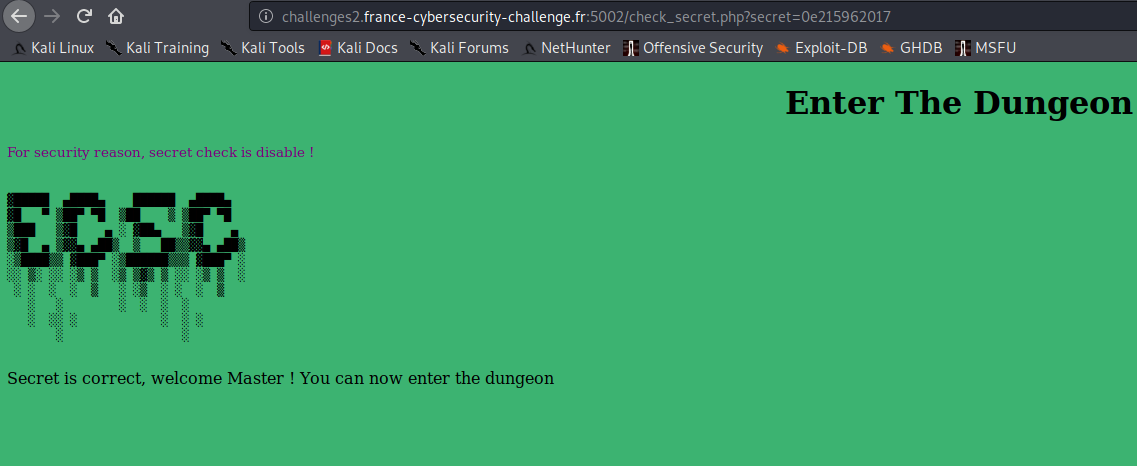 challenges2.france-cybersecurity-challenge.fr:5002/check_secret.php?secret=0e215962017
Kali Linux Kali Training Kali Tools Kali Docs Kali Forums NetHunter Offensive Security Exploit-DB GHDB MSFU
Enter The Dungeon
For security reason, secret check is disable !
ECSC
Secret is correct, welcome Master ! You can now enter the dungeon